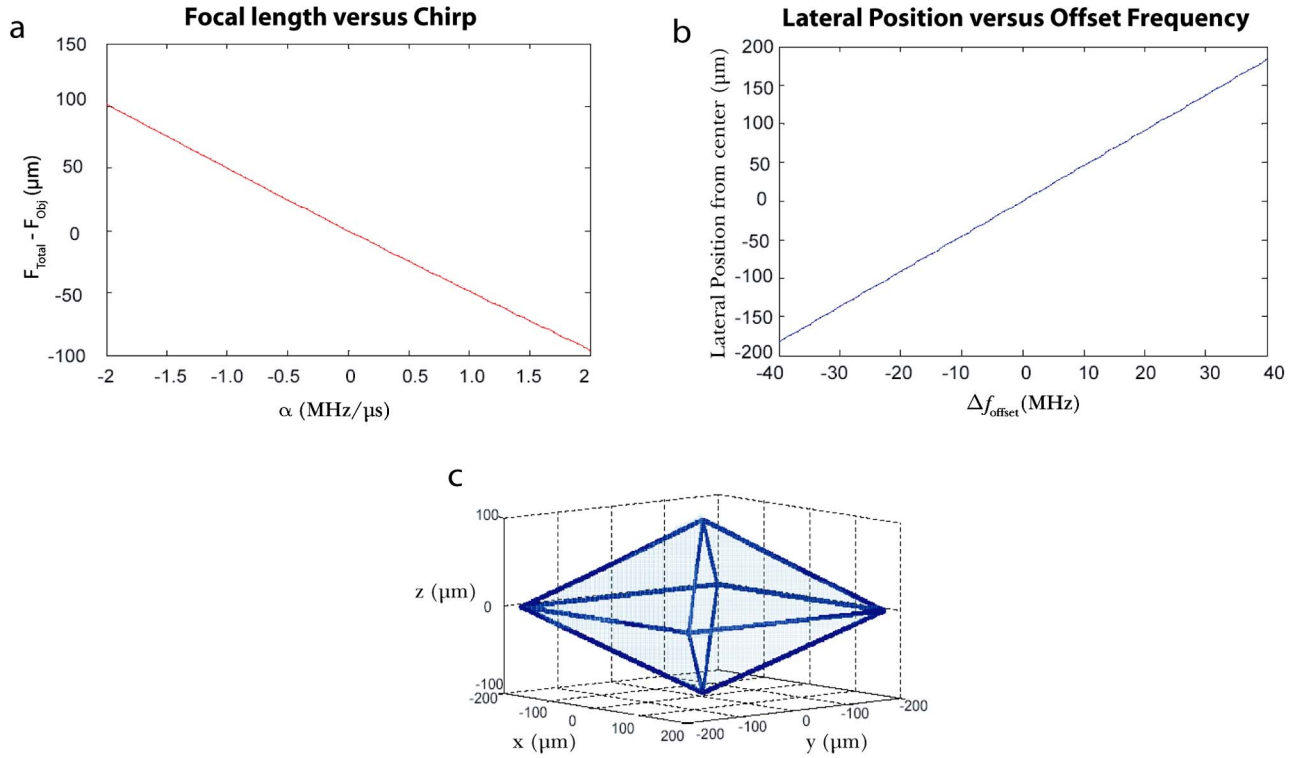 a
Focal length versus Chirp
150
100
50
0
-50
-100
F_Total - F_Obj (µm)
-2 -1.5 -1.0 -0.5 0 0.5 1.0 1.5 2
α (MHz/µs)
b
Lateral Position versus Offset Frequency
200
150
100
50
0
-50
-100
-150
-200
Lateral Position from center (µm)
-40 -30 -20 -10 0 10 20 30 40
Δf_offset (MHz)
c
100
z (µm)
0
-100
-200 -100 0 100 200
x (µm)
-200 -100 0 -100 -200
y (µm)